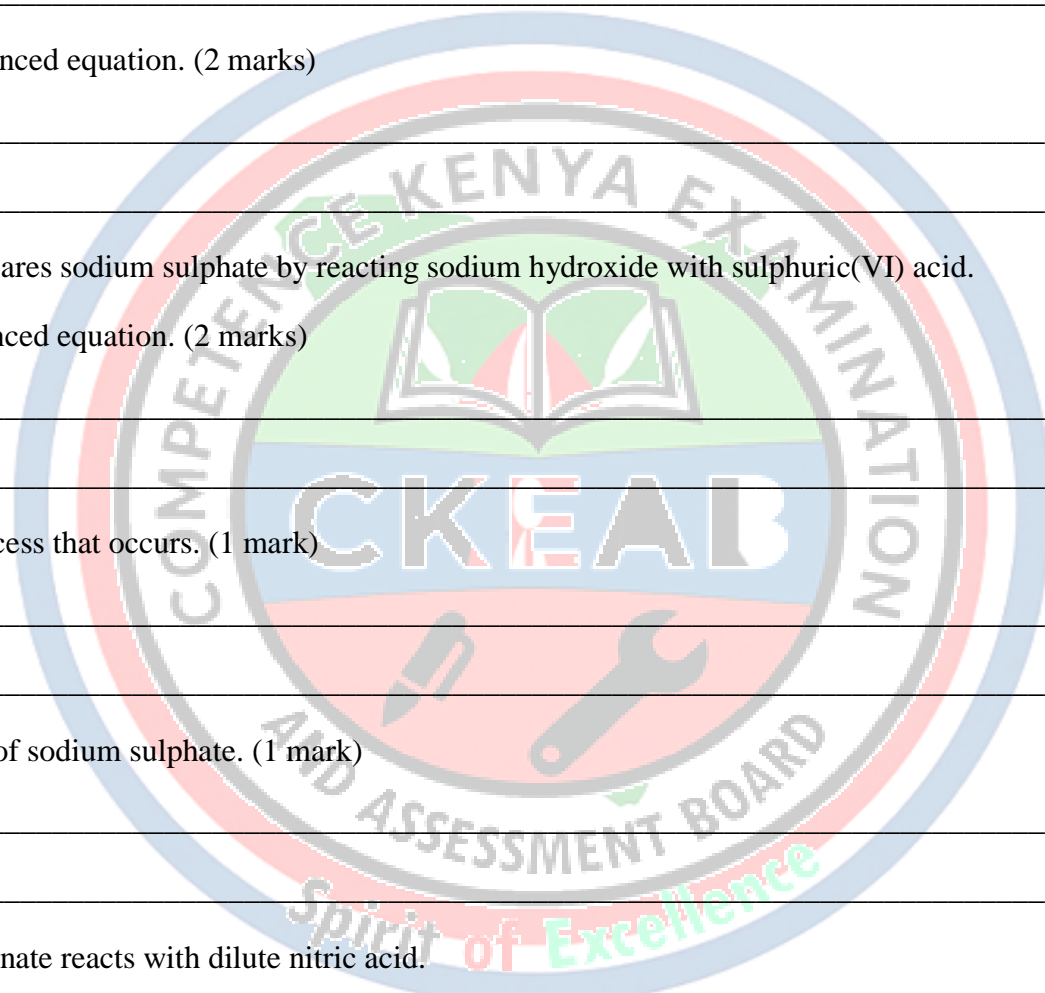 nced equation. (2 marks)
ares sodium sulphate by reacting sodium hydroxide with sulphuric(VI) acid.
nced equation. (2 marks)
cess that occurs. (1 mark)
of sodium sulphate. (1 mark)
nate reacts with dilute nitric acid.
COMPETENCE KENYA EXAMINATION
CKEAB
AND ASSESSMENT BOARD
Spirit of Excellence